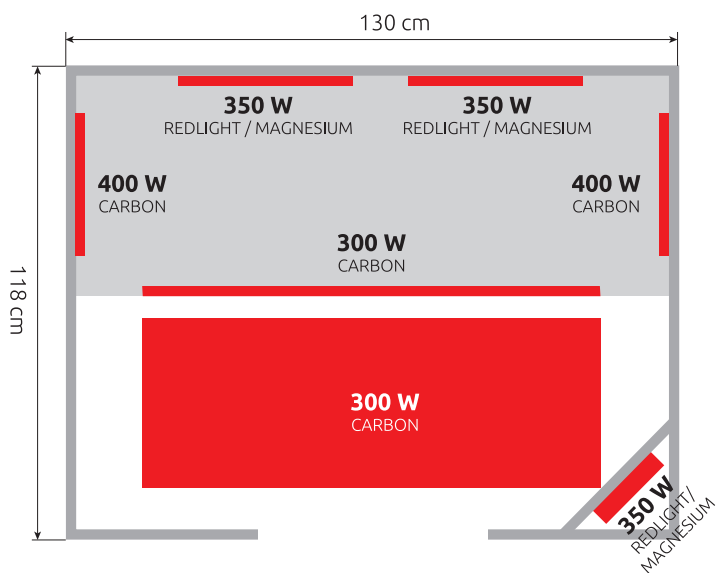 130 cm
350 W
REDLIGHT / MAGNESIUM
350 W
REDLIGHT / MAGNESIUM
400 W
CARBON
400 W
CARBON
300 W
CARBON
118 cm
300 W
CARBON
350 W
REDLIGHT/
MAGNESIUM